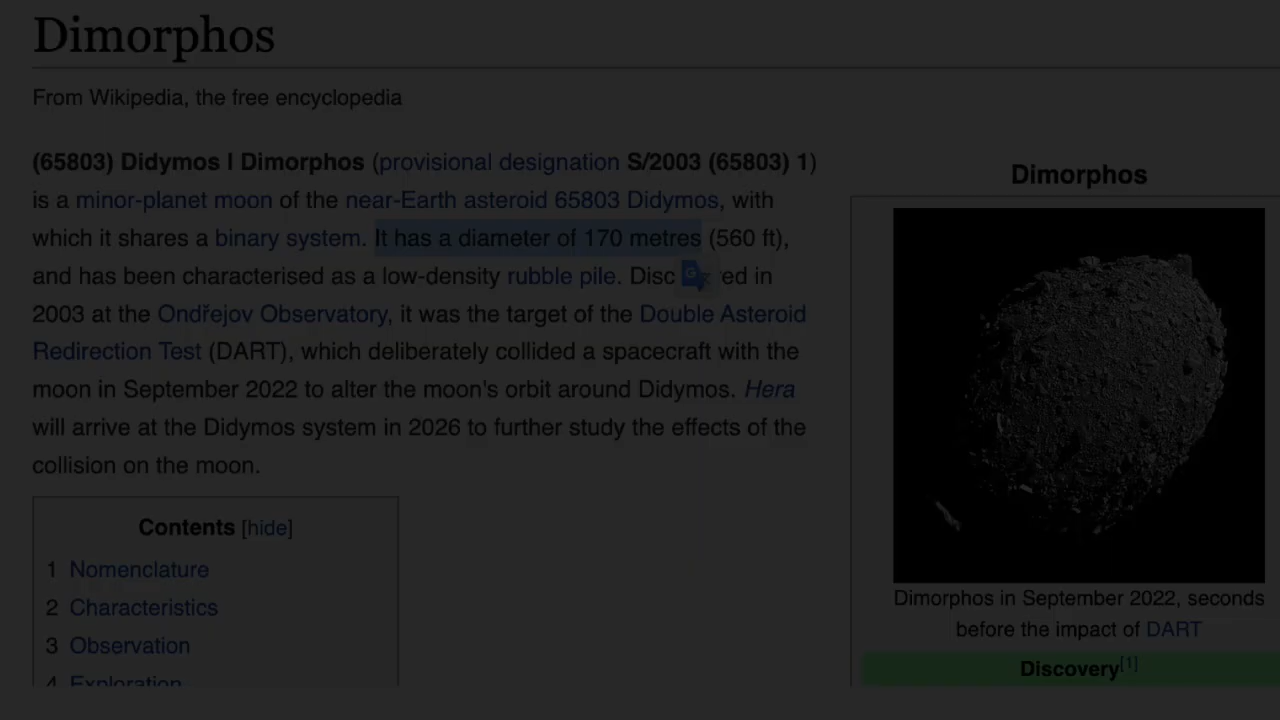 Dimorphos
From Wikipedia, the free encyclopedia
(65803) Didymos I Dimorphos (provisional designation S/2003 (65803) 1)
is a minor-planet moon of the near-Earth asteroid 65803 Didymos, with
which it shares a binary system. It has a diameter of 170 metres (560 ft),
and has been characterised as a low-density rubble pile. Disc ed in
2003 at the Ondřejov Observatory, it was the target of the Double Asteroid
Redirection Test (DART), which deliberately collided a spacecraft with the
moon in September 2022 to alter the moon's orbit around Didymos. Hera
will arrive at the Didymos system in 2026 to further study the effects of the
collision on the moon.
Contents [hide]
1 Nomenclature
2 Characteristics
3 Observation
4 Exploration
Dimorphos
Dimorphos in September 2022, seconds
before the impact of DART
Discovery[1]